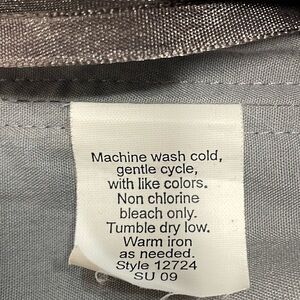 Machine wash cold,
gentle cycle,
with like colors.
Non chlorine
bleach only.
Tumble dry low.
Warm iron
as needed.
Style 12724
SU 09